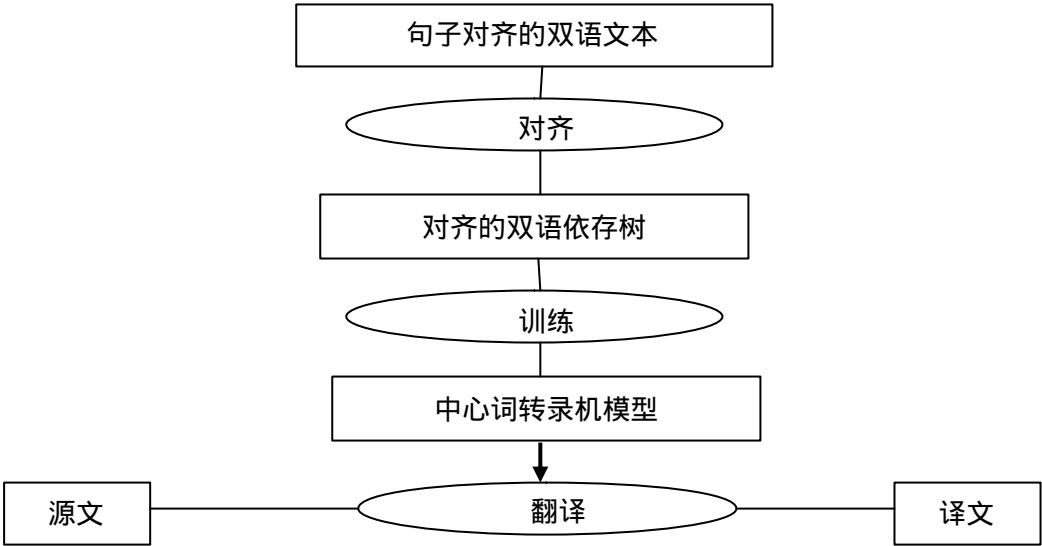 句子对齐的双语文本
对齐
对齐的双语依存树
训练
中心词转录机模型
源文
翻译
译文